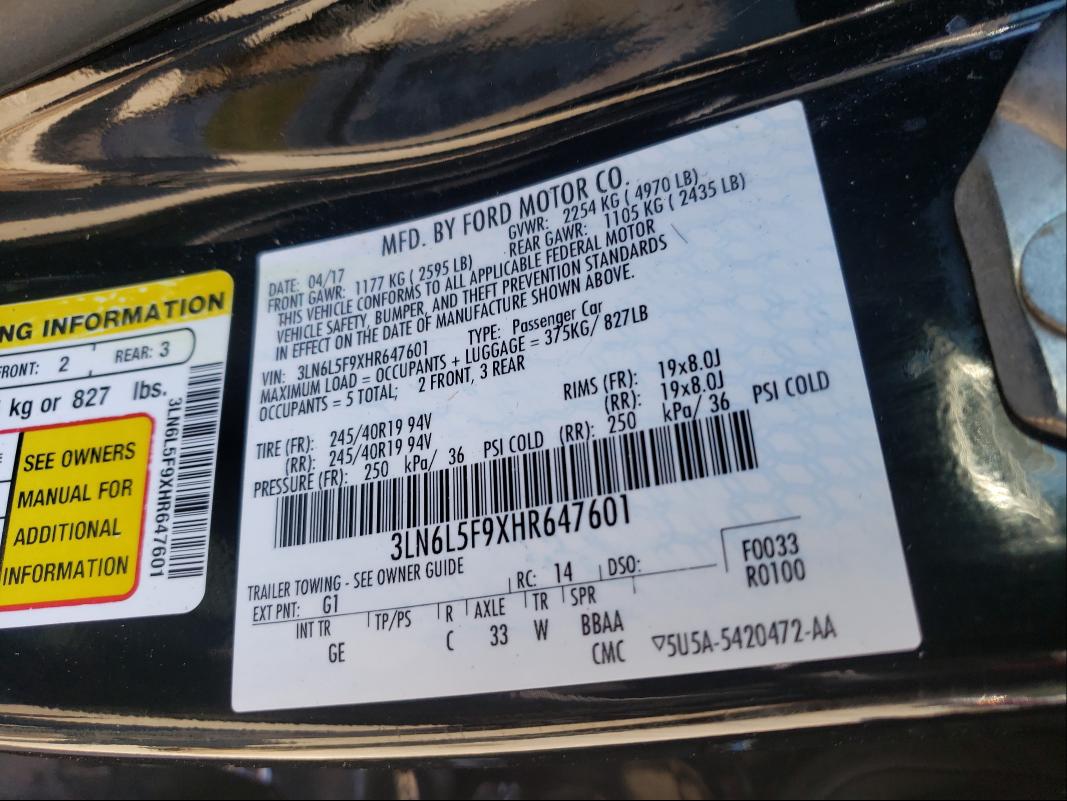 NG INFORMATION
FRONT: 2 REAR: 3
kg or 827 lbs.
SEE OWNERS
MANUAL FOR
ADDITIONAL
INFORMATION
3LN6L5F9XHR647601
MFD. BY FORD MOTOR CO.
DATE: 04/17 GVWR: 2254 KG ( 4970 LB)
FRONT GAWR: 1177 KG ( 2595 LB) REAR GAWR: 1105 KG ( 2435 LB)
THIS VEHICLE CONFORMS TO ALL APPLICABLE FEDERAL MOTOR
VEHICLE SAFETY, BUMPER, AND THEFT PREVENTION STANDARDS
IN EFFECT ON THE DATE OF MANUFACTURE SHOWN ABOVE.
VIN: 3LN6L5F9XHR647601 TYPE: Passenger Car
MAXIMUM LOAD = OCCUPANTS + LUGGAGE = 375KG/ 827LB
OCCUPANTS = 5 TOTAL; 2 FRONT, 3 REAR
TIRE (FR): 245/40R19 94V RIMS (FR): 19x8.0J
(RR): 245/40R19 94V (RR): 19x8.0J
PRESSURE (FR): 250 kPa/ 36 PSI COLD (RR): 250 kPa/ 36 PSI COLD
3LN6L5F9XHR647601
TRAILER TOWING - SEE OWNER GUIDE
EXT PNT: G1 RC: 14 DSO: F0033
R0100
INT TR TP/PS R AXLE TR SPR
GE C 33 W BBAA
CMC ▽5U5A-5420472-AA